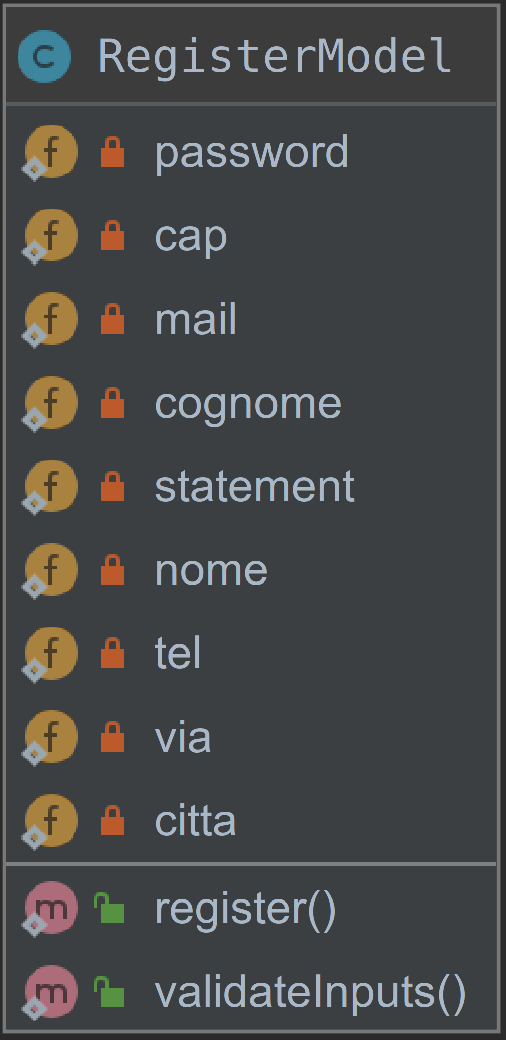 C RegisterModel
f password
f cap
f mail
f cognome
f statement
f nome
f tel
f via
f citta
m register()
m validateInputs()